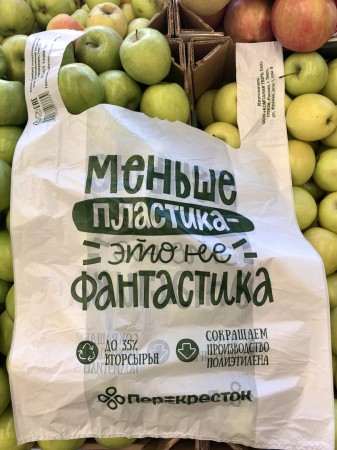 МЕНЬШЕ
ПЛАСТИКА-
ЭТО НЕ
ФАНТАСТИКА
ДО 35%
ВТОРСЫРЬЯ
СОКРАЩАЕМ
ПРОИЗВОДСТВО
ПОЛИЭТИЛЕНА
Перекресток